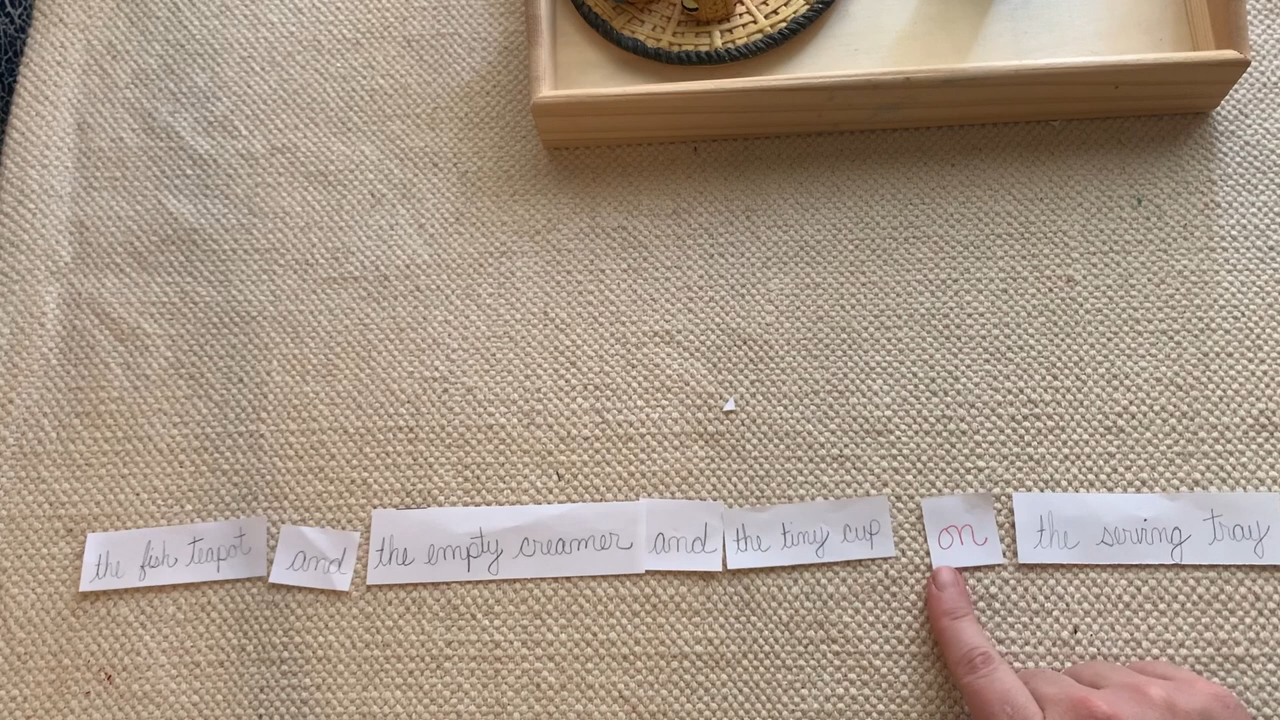 the fish teapot and the empty creamer and the tiny cup on the serving tray